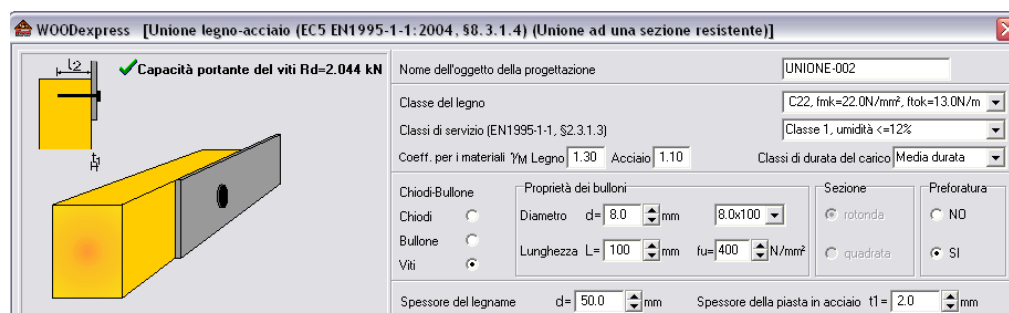 WOODexpress [Unione legno-acciaio (EC5 EN1995-1-1:2004, §8.3.1.4) (Unione ad una sezione resistente)]
l2
✓Capacità portante del viti Rd=2.044 kN
t1
Nome dell'oggetto della progettazione UNIONE-002
Classe del legno C22, fmk=22.0N/mm², ftok=13.0N/m
Classi di servizio (EN1995-1-1, §2.3.1.3) Classe 1, umidità <=12%
Coeff. per i materiali γM Legno 1.30 Acciaio 1.10 Classi di durata del carico Media durata
Chiodi-Bullone Proprietà dei bulloni Sezione Preforatura
Chiodi Diametro d= 8.0 mm 8.0x100 rotonda NO
Bullone
Lunghezza L= 100 mm fu= 400 N/mm² quadrata SI
Viti
Spessore del legname d= 50.0 mm Spessore della piasta in acciaio t1= 2.0 mm